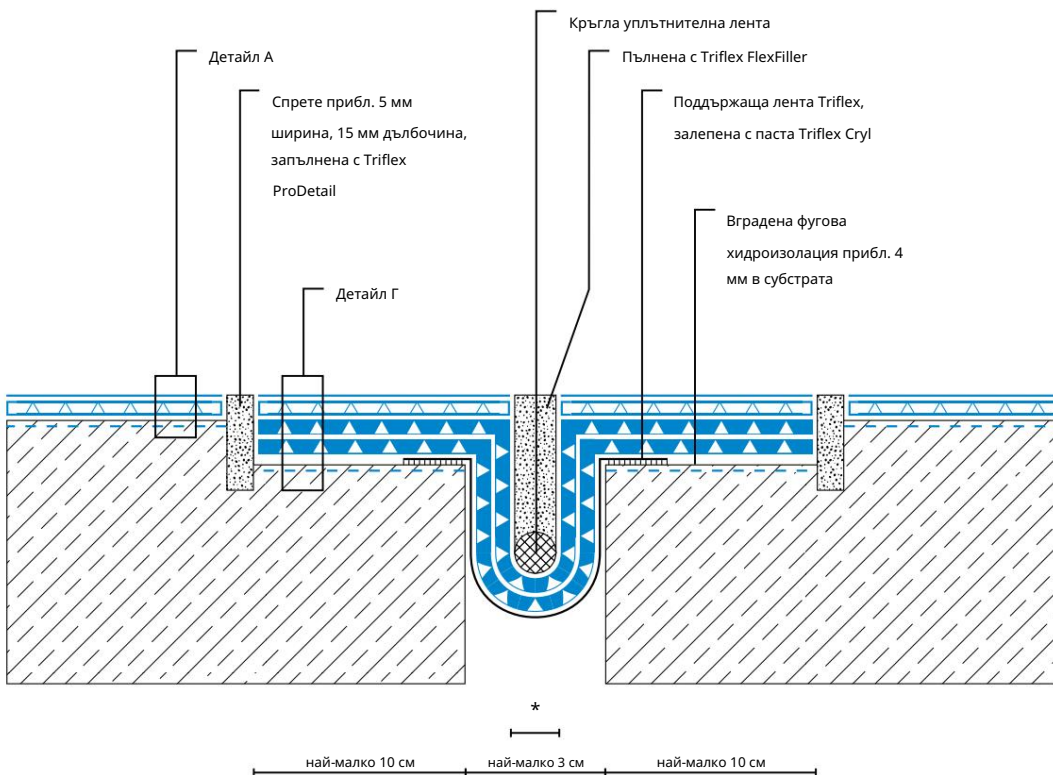 Кръгла уплътнителна лента
Детайл А
Пълнена с Triflex FlexFiller
Спрете прибл. 5 мм
ширина, 15 мм дълбочина,
запълнена с Triflex
ProDetail
Поддържаща лента Triflex,
залепена с паста Triflex Cryl
Вградена фугова
хидроизолация прибл. 4
мм в субстрата
Детайл Г
*
най-малко 10 см
най-малко 3 см
най-малко 10 см